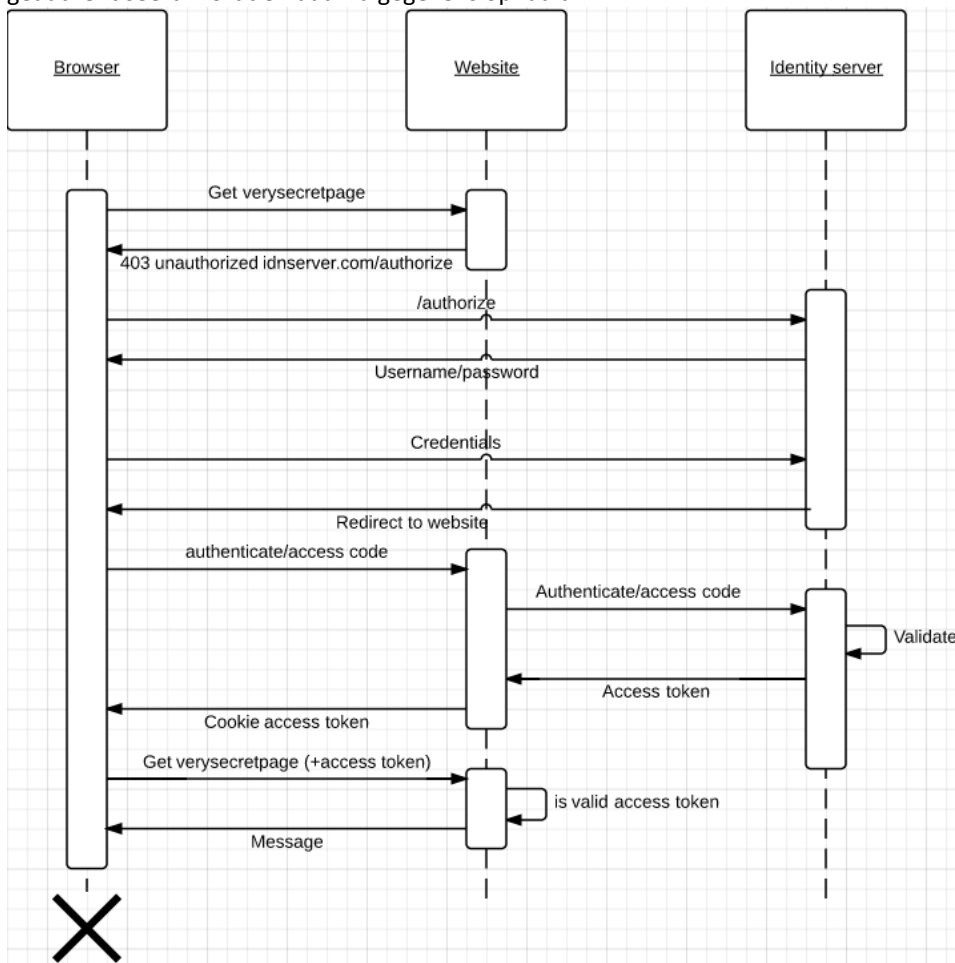 Browser
Website
Identity server
Get verysecretpage
403 unauthorized idnserver.com/authorize
/authorize
Username/password
Credentials
Redirect to website
authenticate/access code
Authenticate/access code
Validate
Access token
Cookie access token
Get verysecretpage (+access token)
is valid access token
Message